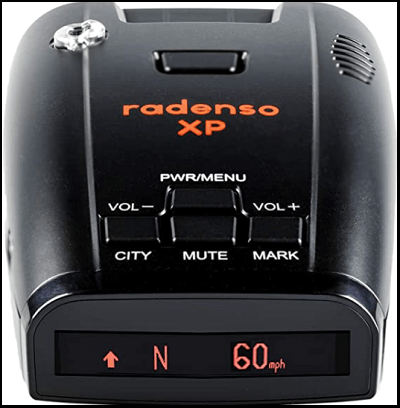 radenso
XP
PWR/MENU
VOL− VOL+
CITY MUTE MARK
↑ N 60mph